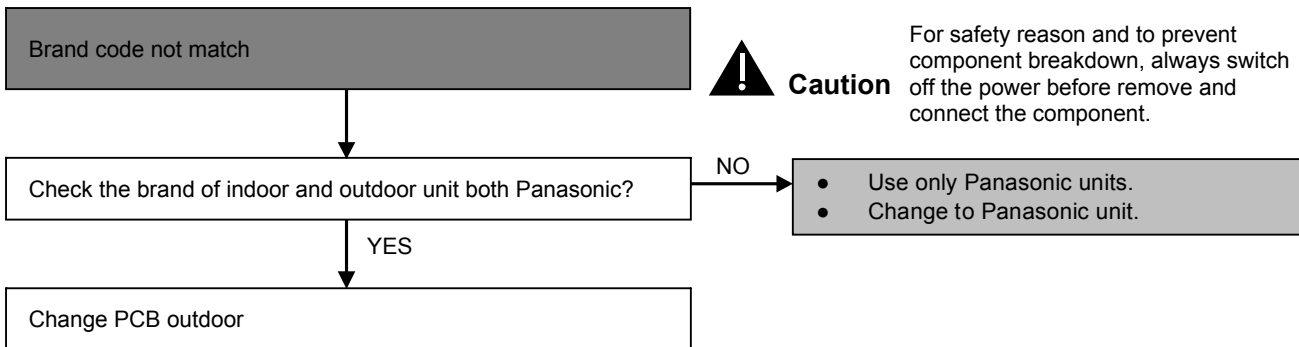 Brand code not match
Caution
For safety reason and to prevent
component breakdown, always switch
off the power before remove and
connect the component.
Check the brand of indoor and outdoor unit both Panasonic?
NO
● Use only Panasonic units.
● Change to Panasonic unit.
YES
Change PCB outdoor